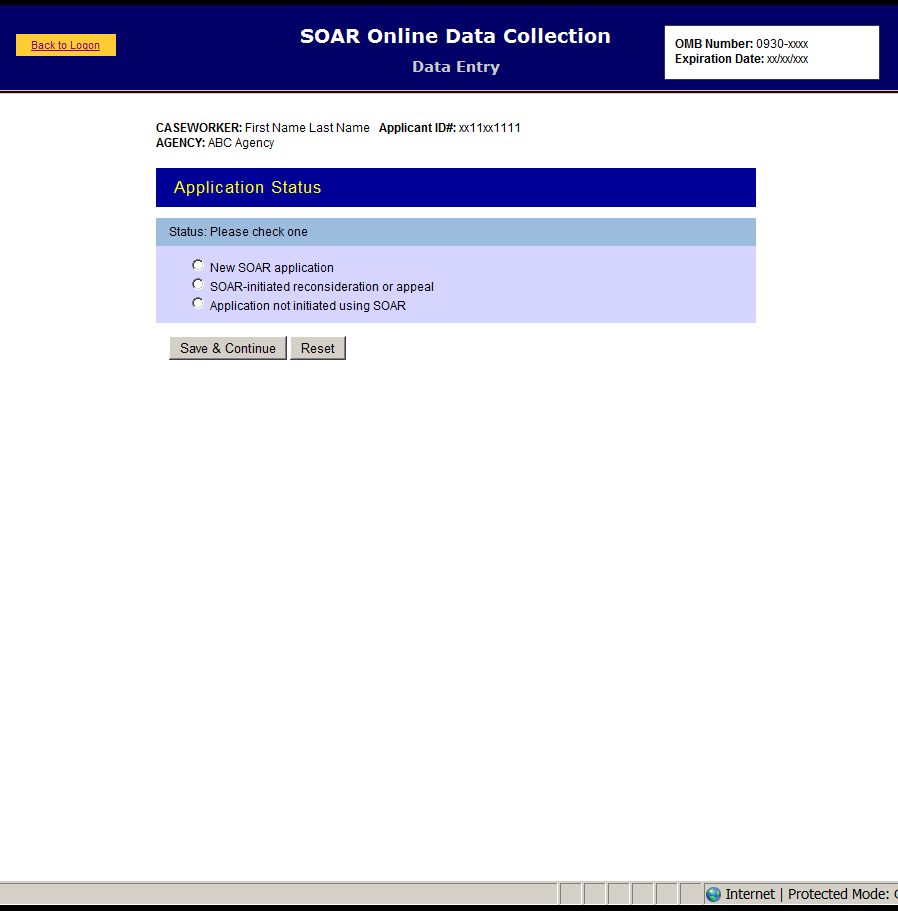 Back to Logon
SOAR Online Data Collection
Data Entry
OMB Number: 0930-xxxx
Expiration Date: xx/xx/xxx
CASEWORKER: First Name Last Name Applicant ID#: xx11xx1111
AGENCY: ABC Agency
Application Status
Status: Please check one
New SOAR application
SOAR-initiated reconsideration or appeal
Application not initiated using SOAR
Save & Continue
Reset
Internet | Protected Mode: